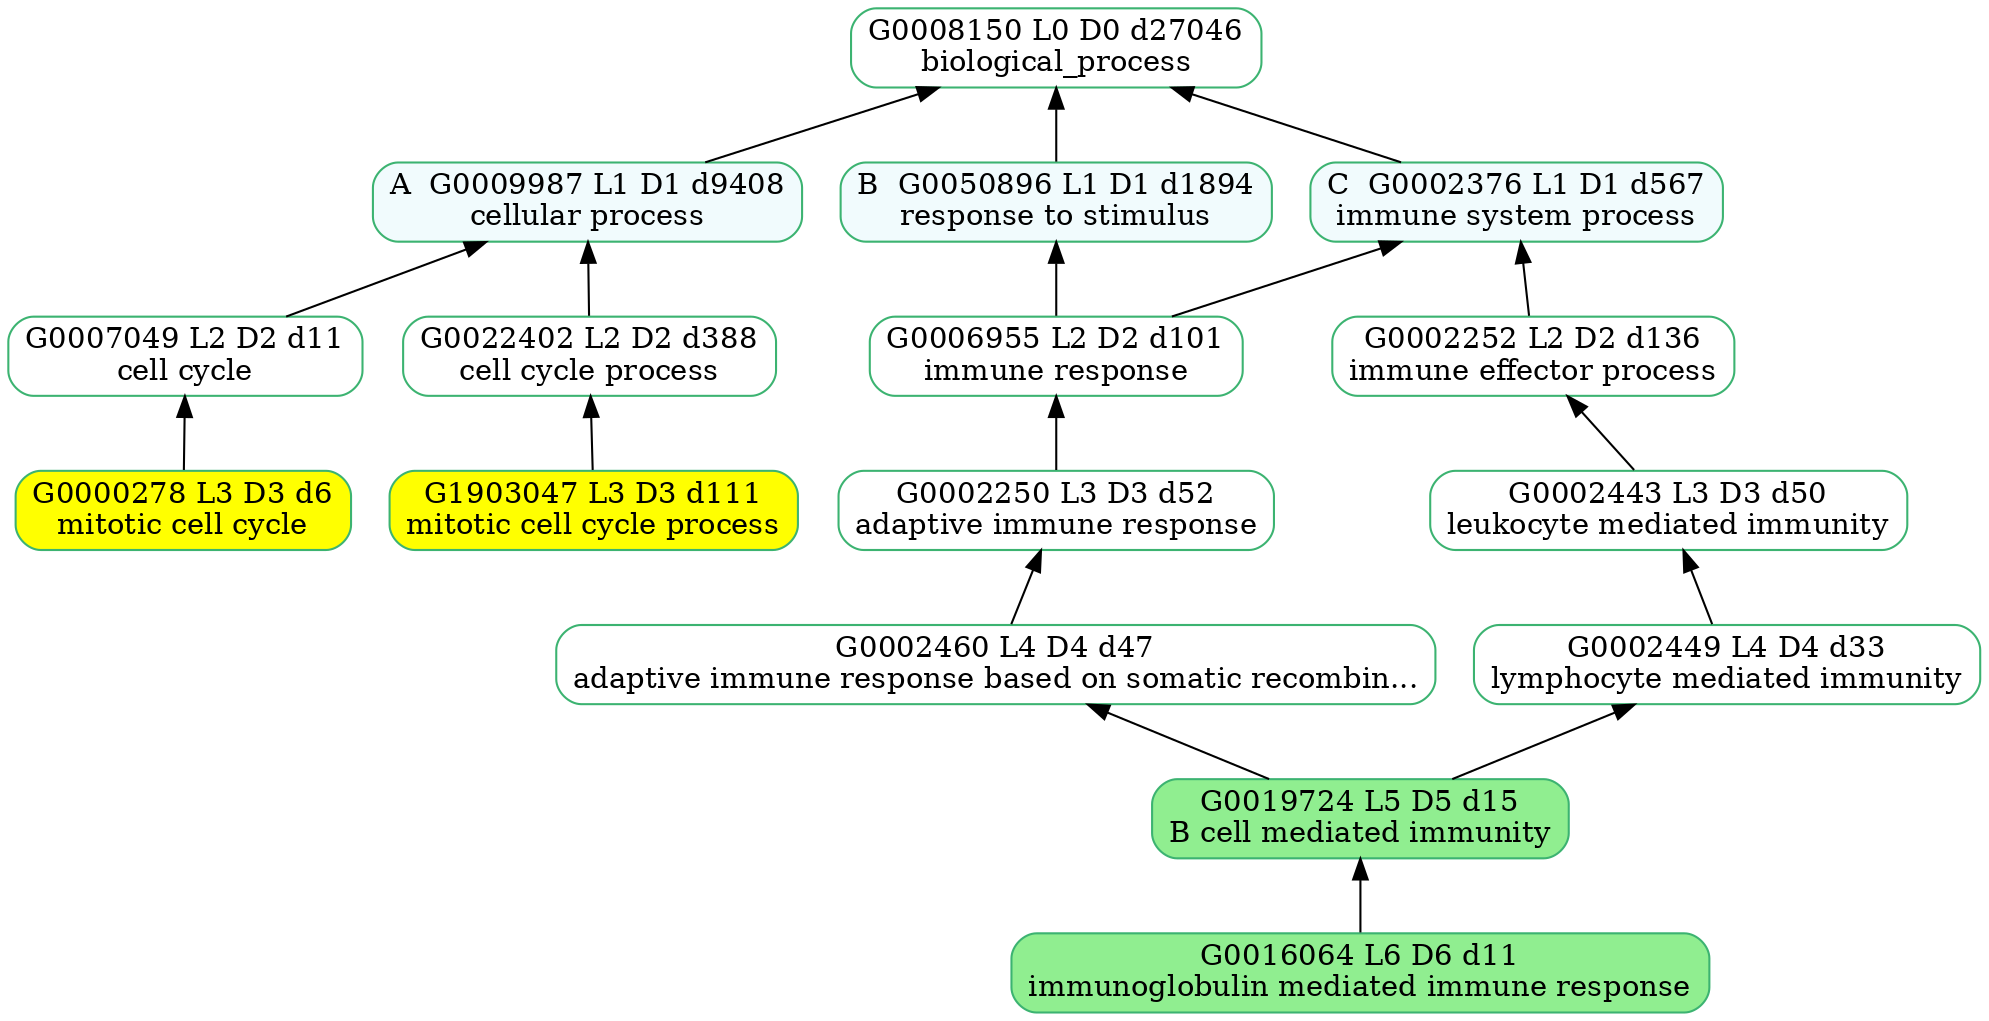 G0008150 L0 D0 d27046
biological_process
A  G0009987 L1 D1 d9408
cellular process
B  G0050896 L1 D1 d1894
response to stimulus
C  G0002376 L1 D1 d567
immune system process
G0007049 L2 D2 d11
cell cycle
G0022402 L2 D2 d388
cell cycle process
G0006955 L2 D2 d101
immune response
G0002252 L2 D2 d136
immune effector process
G0000278 L3 D3 d6
mitotic cell cycle
G1903047 L3 D3 d111
mitotic cell cycle process
G0002250 L3 D3 d52
adaptive immune response
G0002443 L3 D3 d50
leukocyte mediated immunity
G0002460 L4 D4 d47
adaptive immune response based on somatic recombin...
G0002449 L4 D4 d33
lymphocyte mediated immunity
G0019724 L5 D5 d15
B cell mediated immunity
G0016064 L6 D6 d11
immunoglobulin mediated immune response